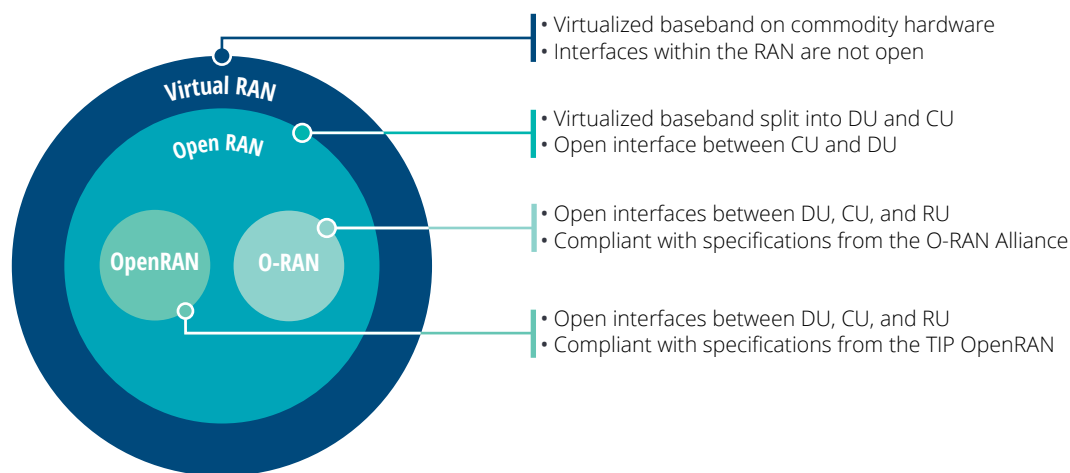 • Virtualized baseband on commodity hardware
• Interfaces within the RAN are not open
Virtual RAN
• Virtualized baseband split into DU and CU
• Open interface between CU and DU
Open RAN
• Open interfaces between DU, CU, and RU
• Compliant with specifications from the O-RAN Alliance
OpenRAN
O-RAN
• Open interfaces between DU, CU, and RU
• Compliant with specifications from the TIP OpenRAN